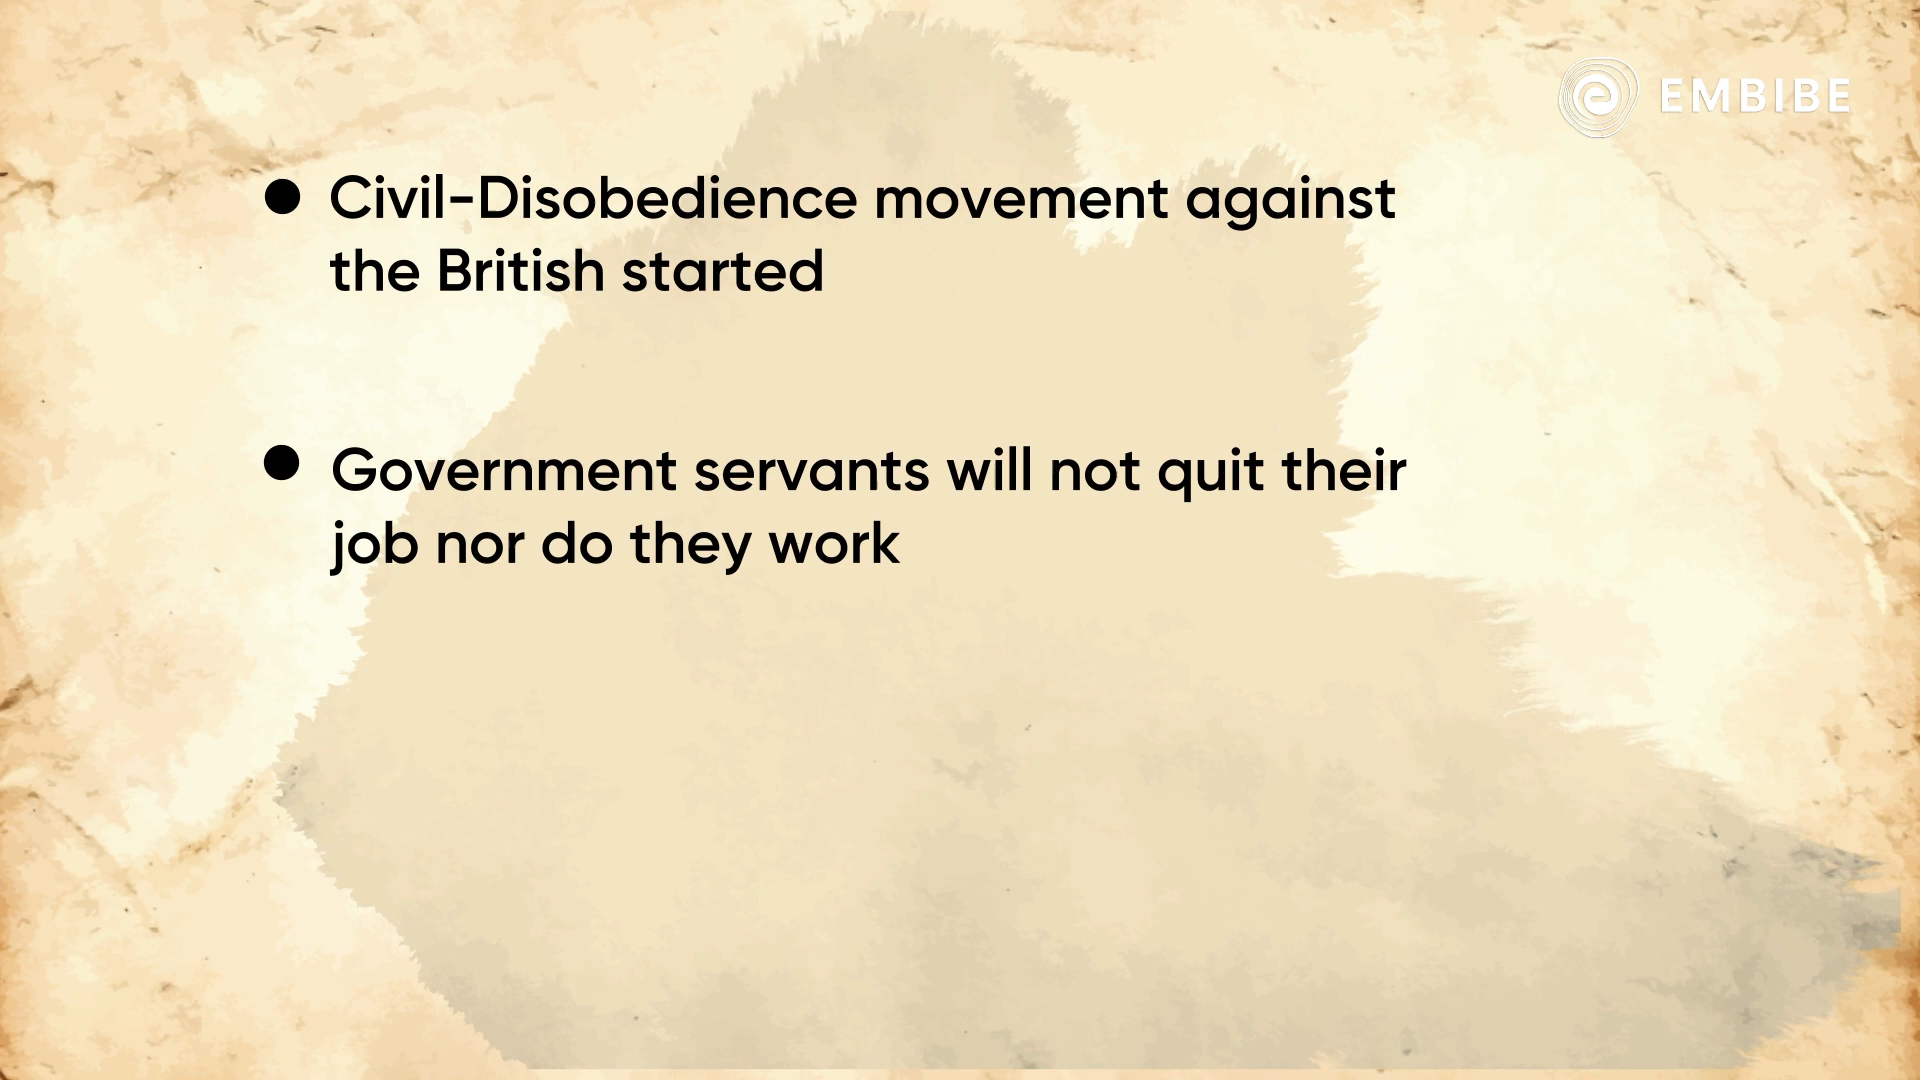 EMBIBE
● Civil-Disobedience movement against
the British started
● Government servants will not quit their
job nor do they work